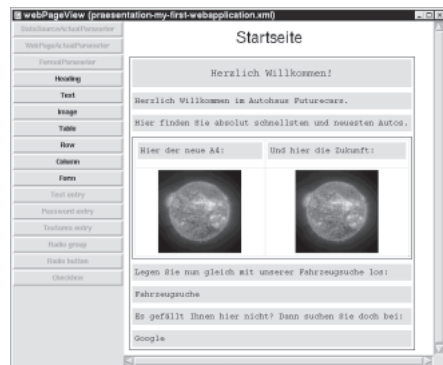 webPageView (praesentation-my-first-webapplication.xml)
DataSourceActualParameter
WebPageActualParameter
FormalParameter
Heading
Text
Image
Table
Row
Column
Form
Text entry
Password entry
Textarea entry
Radio group
Radio button
Checkbox
Startseite
Herzlich Willkommen!
Herzlich Willkommen im Autohaus Futurecars.
Hier finden Sie absolut schnellsten und neuesten Autos.
Hier der neue A4:
Und hier die Zukunft:
Legen Sie nun gleich mit unserer Fahrzeugsuche los:
Fahrzeugsuche
Es gefällt Ihnen hier nicht? Dann suchen Sie doch bei:
Google